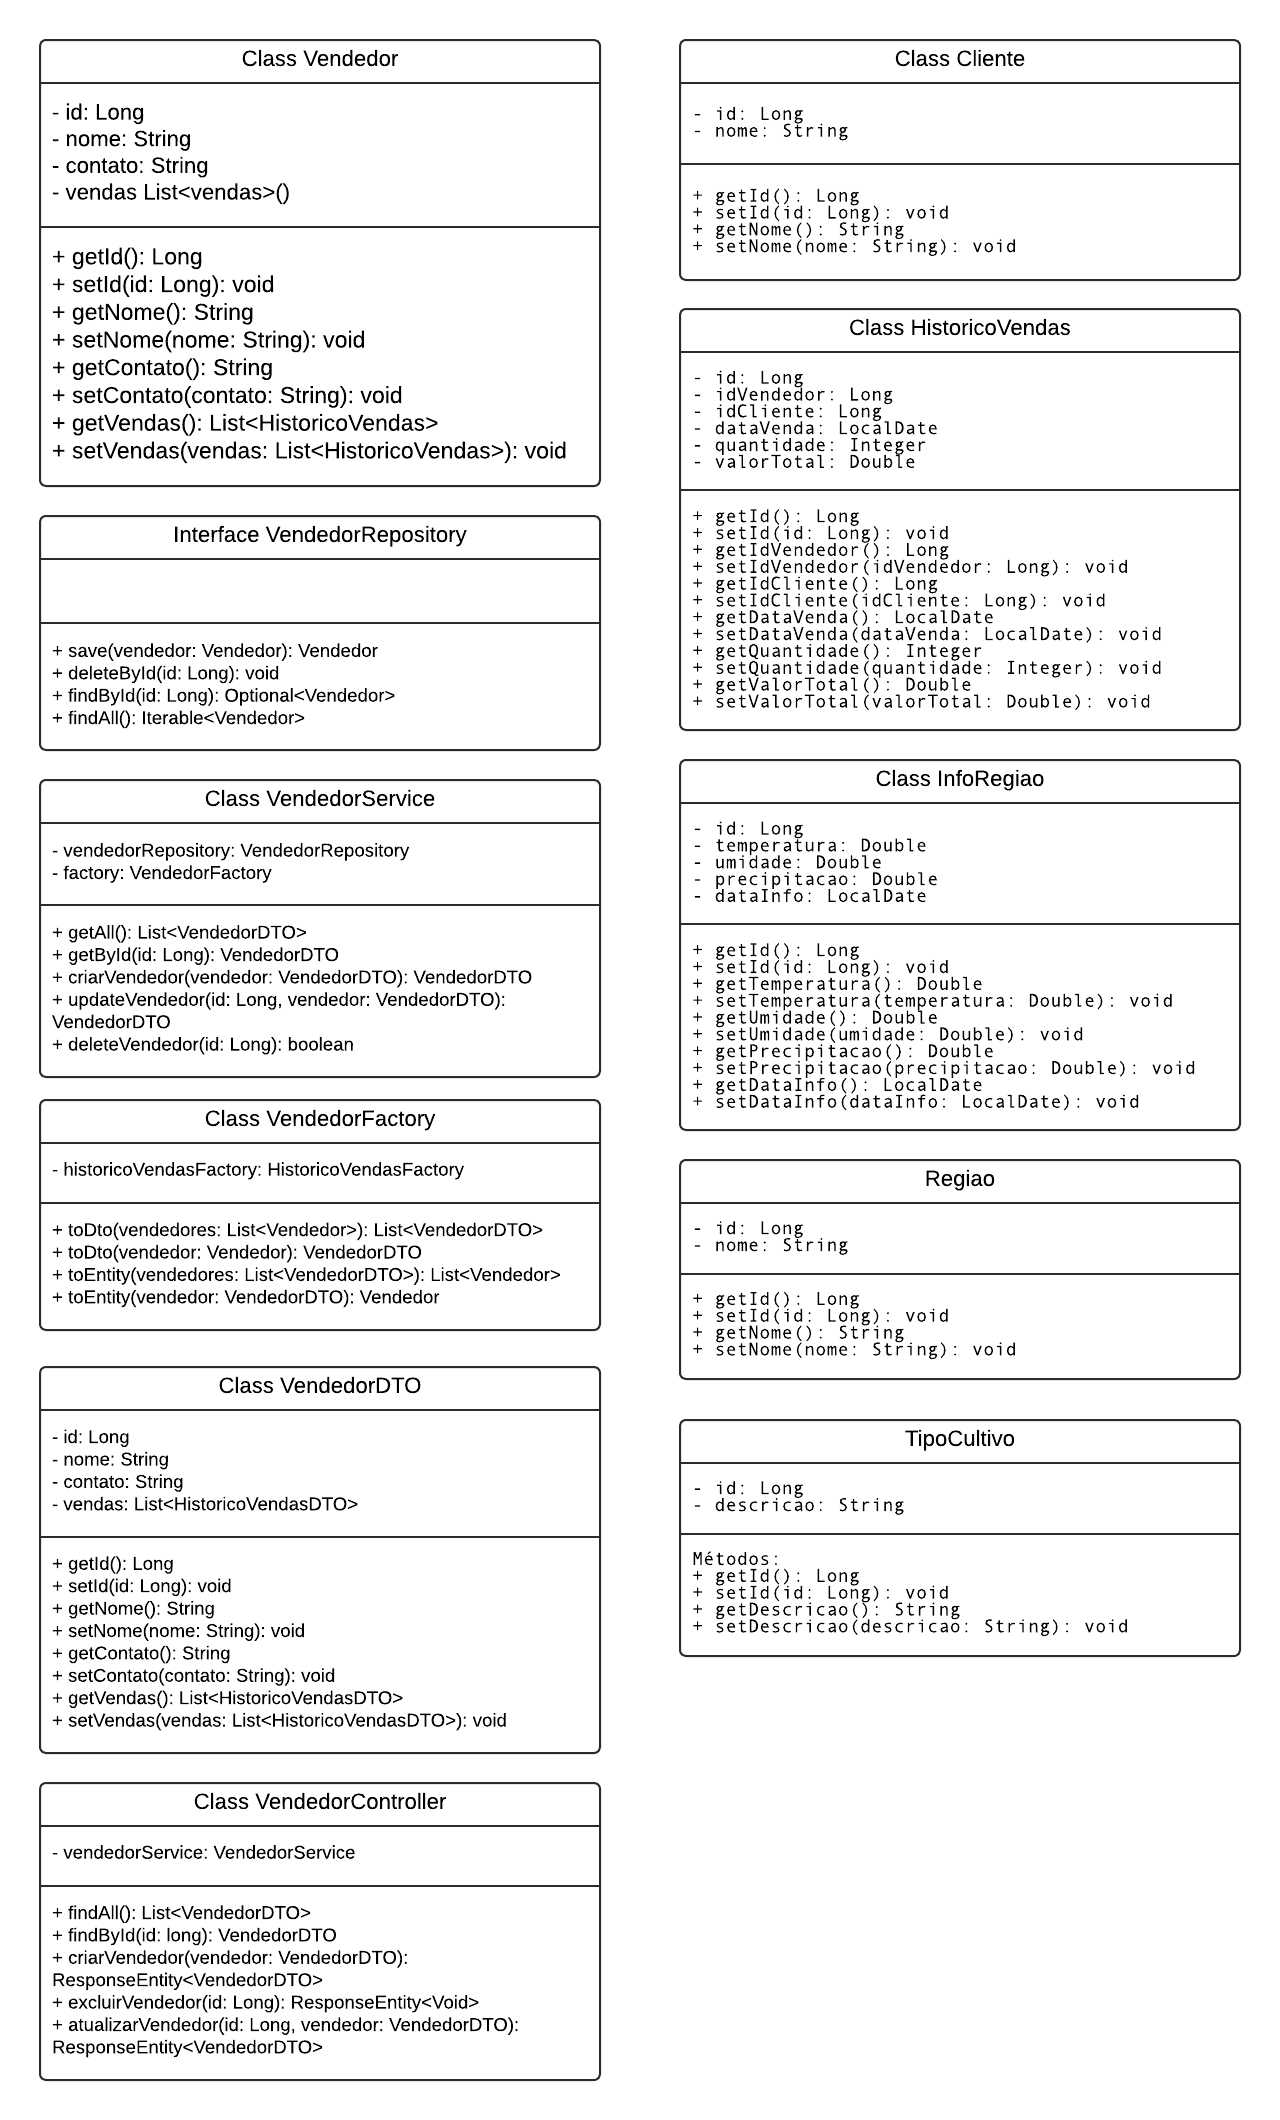 Class Vendedor
- id: Long
- nome: String
- contato: String
- vendas List<vendas>()
+ getId(): Long
+ setId(id: Long): void
+ getNome(): String
+ setNome(nome: String): void
+ getContato(): String
+ setContato(contato: String): void
+ getVendas(): List<HistoricoVendas>
+ setVendas(vendas: List<HistoricoVendas>): void
Interface VendedorRepository
+ save(vendedor: Vendedor): Vendedor
+ deleteById(id: Long): void
+ findById(id: Long): Optional<Vendedor>
+ findAll(): Iterable<Vendedor>
Class VendedorService
- vendedorRepository: VendedorRepository
- factory: VendedorFactory
+ getAll(): List<VendedorDTO>
+ getById(id: Long): VendedorDTO
+ criarVendedor(vendedor: VendedorDTO): VendedorDTO
+ updateVendedor(id: Long, vendedor: VendedorDTO):
VendedorDTO
+ deleteVendedor(id: Long): boolean
Class VendedorFactory
- historicoVendasFactory: HistoricoVendasFactory
+ toDto(vendedores: List<Vendedor>): List<VendedorDTO>
+ toDto(vendedor: Vendedor): VendedorDTO
+ toEntity(vendedores: List<VendedorDTO>): List<Vendedor>
+ toEntity(vendedor: VendedorDTO): Vendedor
Class VendedorDTO
- id: Long
- nome: String
- contato: String
- vendas: List<HistoricoVendasDTO>
+ getId(): Long
+ setId(id: Long): void
+ getNome(): String
+ setNome(nome: String): void
+ getContato(): String
+ setContato(contato: String): void
+ getVendas(): List<HistoricoVendasDTO>
+ setVendas(vendas: List<HistoricoVendasDTO>): void
Class VendedorController
- vendedorService: VendedorService
+ findAll(): List<VendedorDTO>
+ findById(id: long): VendedorDTO
+ criarVendedor(vendedor: VendedorDTO):
ResponseEntity<VendedorDTO>
+ excluirVendedor(id: Long): ResponseEntity<Void>
+ atualizarVendedor(id: Long, vendedor: VendedorDTO):
ResponseEntity<VendedorDTO>
Class Cliente
- id: Long
- nome: String
+ getId(): Long
+ setId(id: Long): void
+ getNome(): String
+ setNome(nome: String): void
Class HistoricoVendas
- id: Long
- idVendedor: Long
- idCliente: Long
- dataVenda: LocalDate
- quantidade: Integer
- valorTotal: Double
+ getId(): Long
+ setId(id: Long): void
+ getIdVendedor(): Long
+ setIdVendedor(idVendedor: Long): void
+ getIdCliente(): Long
+ setIdCliente(idCliente: Long): void
+ getDataVenda(): LocalDate
+ setDataVenda(dataVenda: LocalDate): void
+ getQuantidade(): Integer
+ setQuantidade(quantidade: Integer): void
+ getValorTotal(): Double
+ setValorTotal(valorTotal: Double): void
Class InfoRegiao
- id: Long
- temperatura: Double
- umidade: Double
- precipitacao: Double
- dataInfo: LocalDate
+ getId(): Long
+ setId(id: Long): void
+ getTemperatura(): Double
+ setTemperatura(temperatura: Double): void
+ getUmidade(): Double
+ setUmidade(umidade: Double): void
+ getPrecipitacao(): Double
+ setPrecipitacao(precipitacao: Double): void
+ getDataInfo(): LocalDate
+ setDataInfo(dataInfo: LocalDate): void
Regiao
- id: Long
- nome: String
+ getId(): Long
+ setId(id: Long): void
+ getNome(): String
+ setNome(nome: String): void
TipoCultivo
- id: Long
- descricao: String
Métodos:
+ getId(): Long
+ setId(id: Long): void
+ getDescricao(): String
+ setDescricao(descricao: String): void